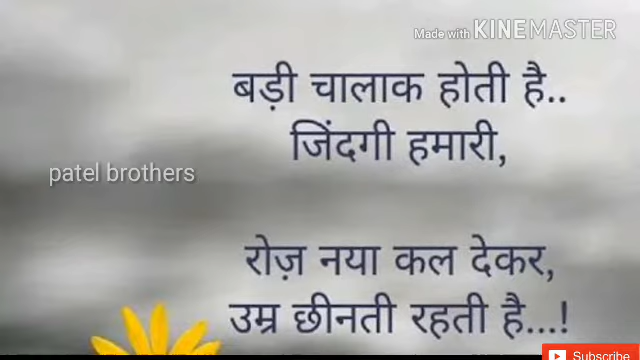 Made with KINEMASTER
बड़ी चालाक होती है..
जिंदगी हमारी,
patel brothers
रोज़ नया कल देकर,
उम्र छीनती रहती है...!
Subscribe